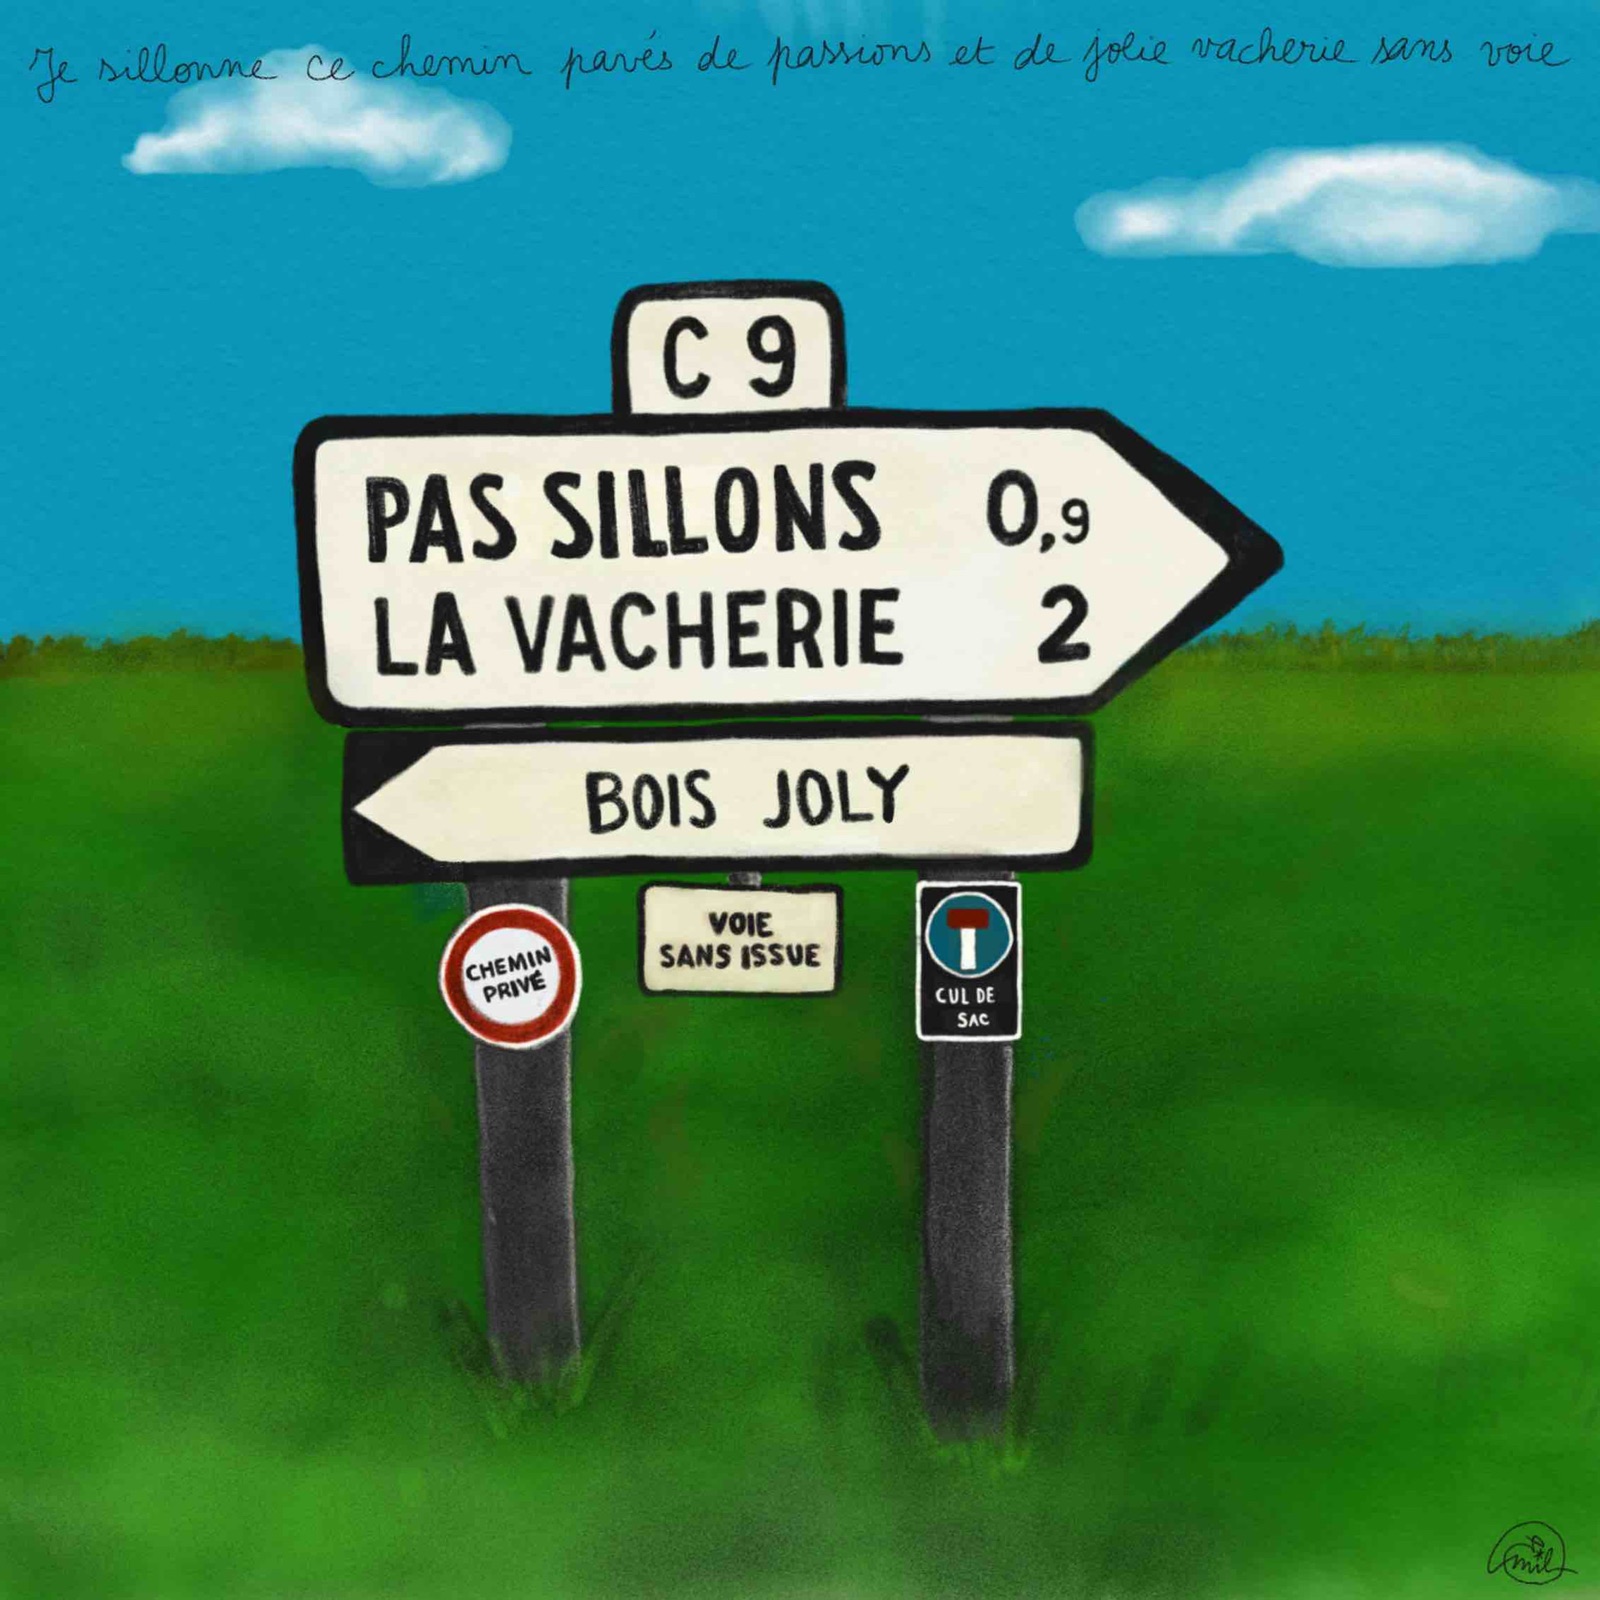 Je sillonne ce chemin pavés de passions et de jolie vacherie sans voie
C 9
PAS SILLONS 0,9
LA VACHERIE 2
BOIS JOLY
CHEMIN
PRIVÉ
VOIE
SANS ISSUE
CUL DE
SAC